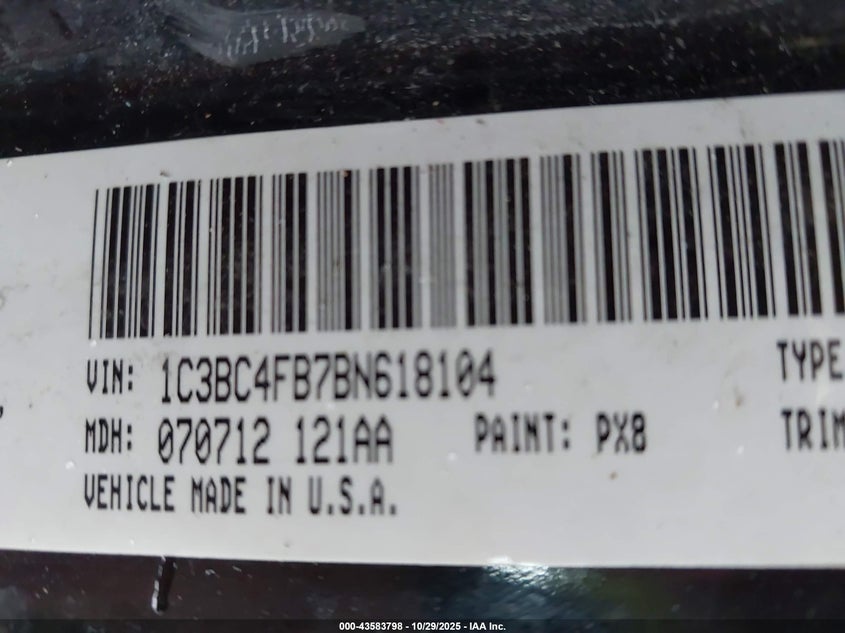 VIN: 1C3BC4FB7BN618104 TYPE
MDH: 070712 121AA PAINT: PX8 TRIM
VEHICLE MADE IN U.S.A.
000-43583798 - 10/29/2025 - IAA Inc.